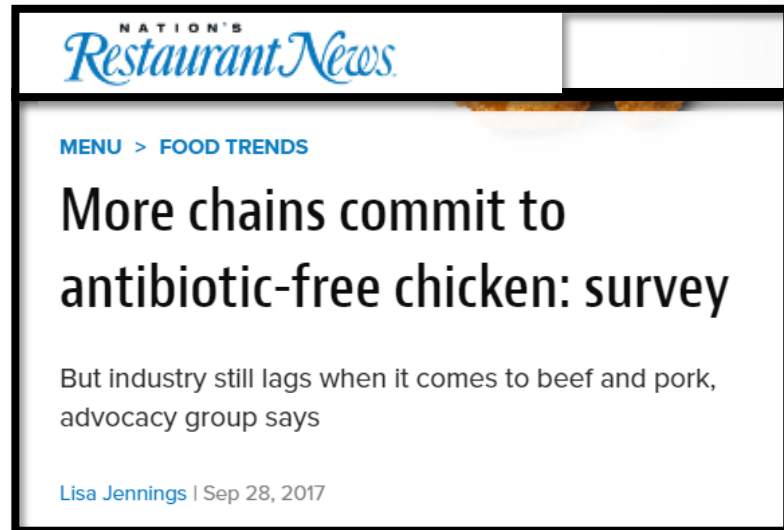 NATION'S
Restaurant News
MENU > FOOD TRENDS
More chains commit to
antibiotic-free chicken: survey
But industry still lags when it comes to beef and pork,
advocacy group says
Lisa Jennings | Sep 28, 2017